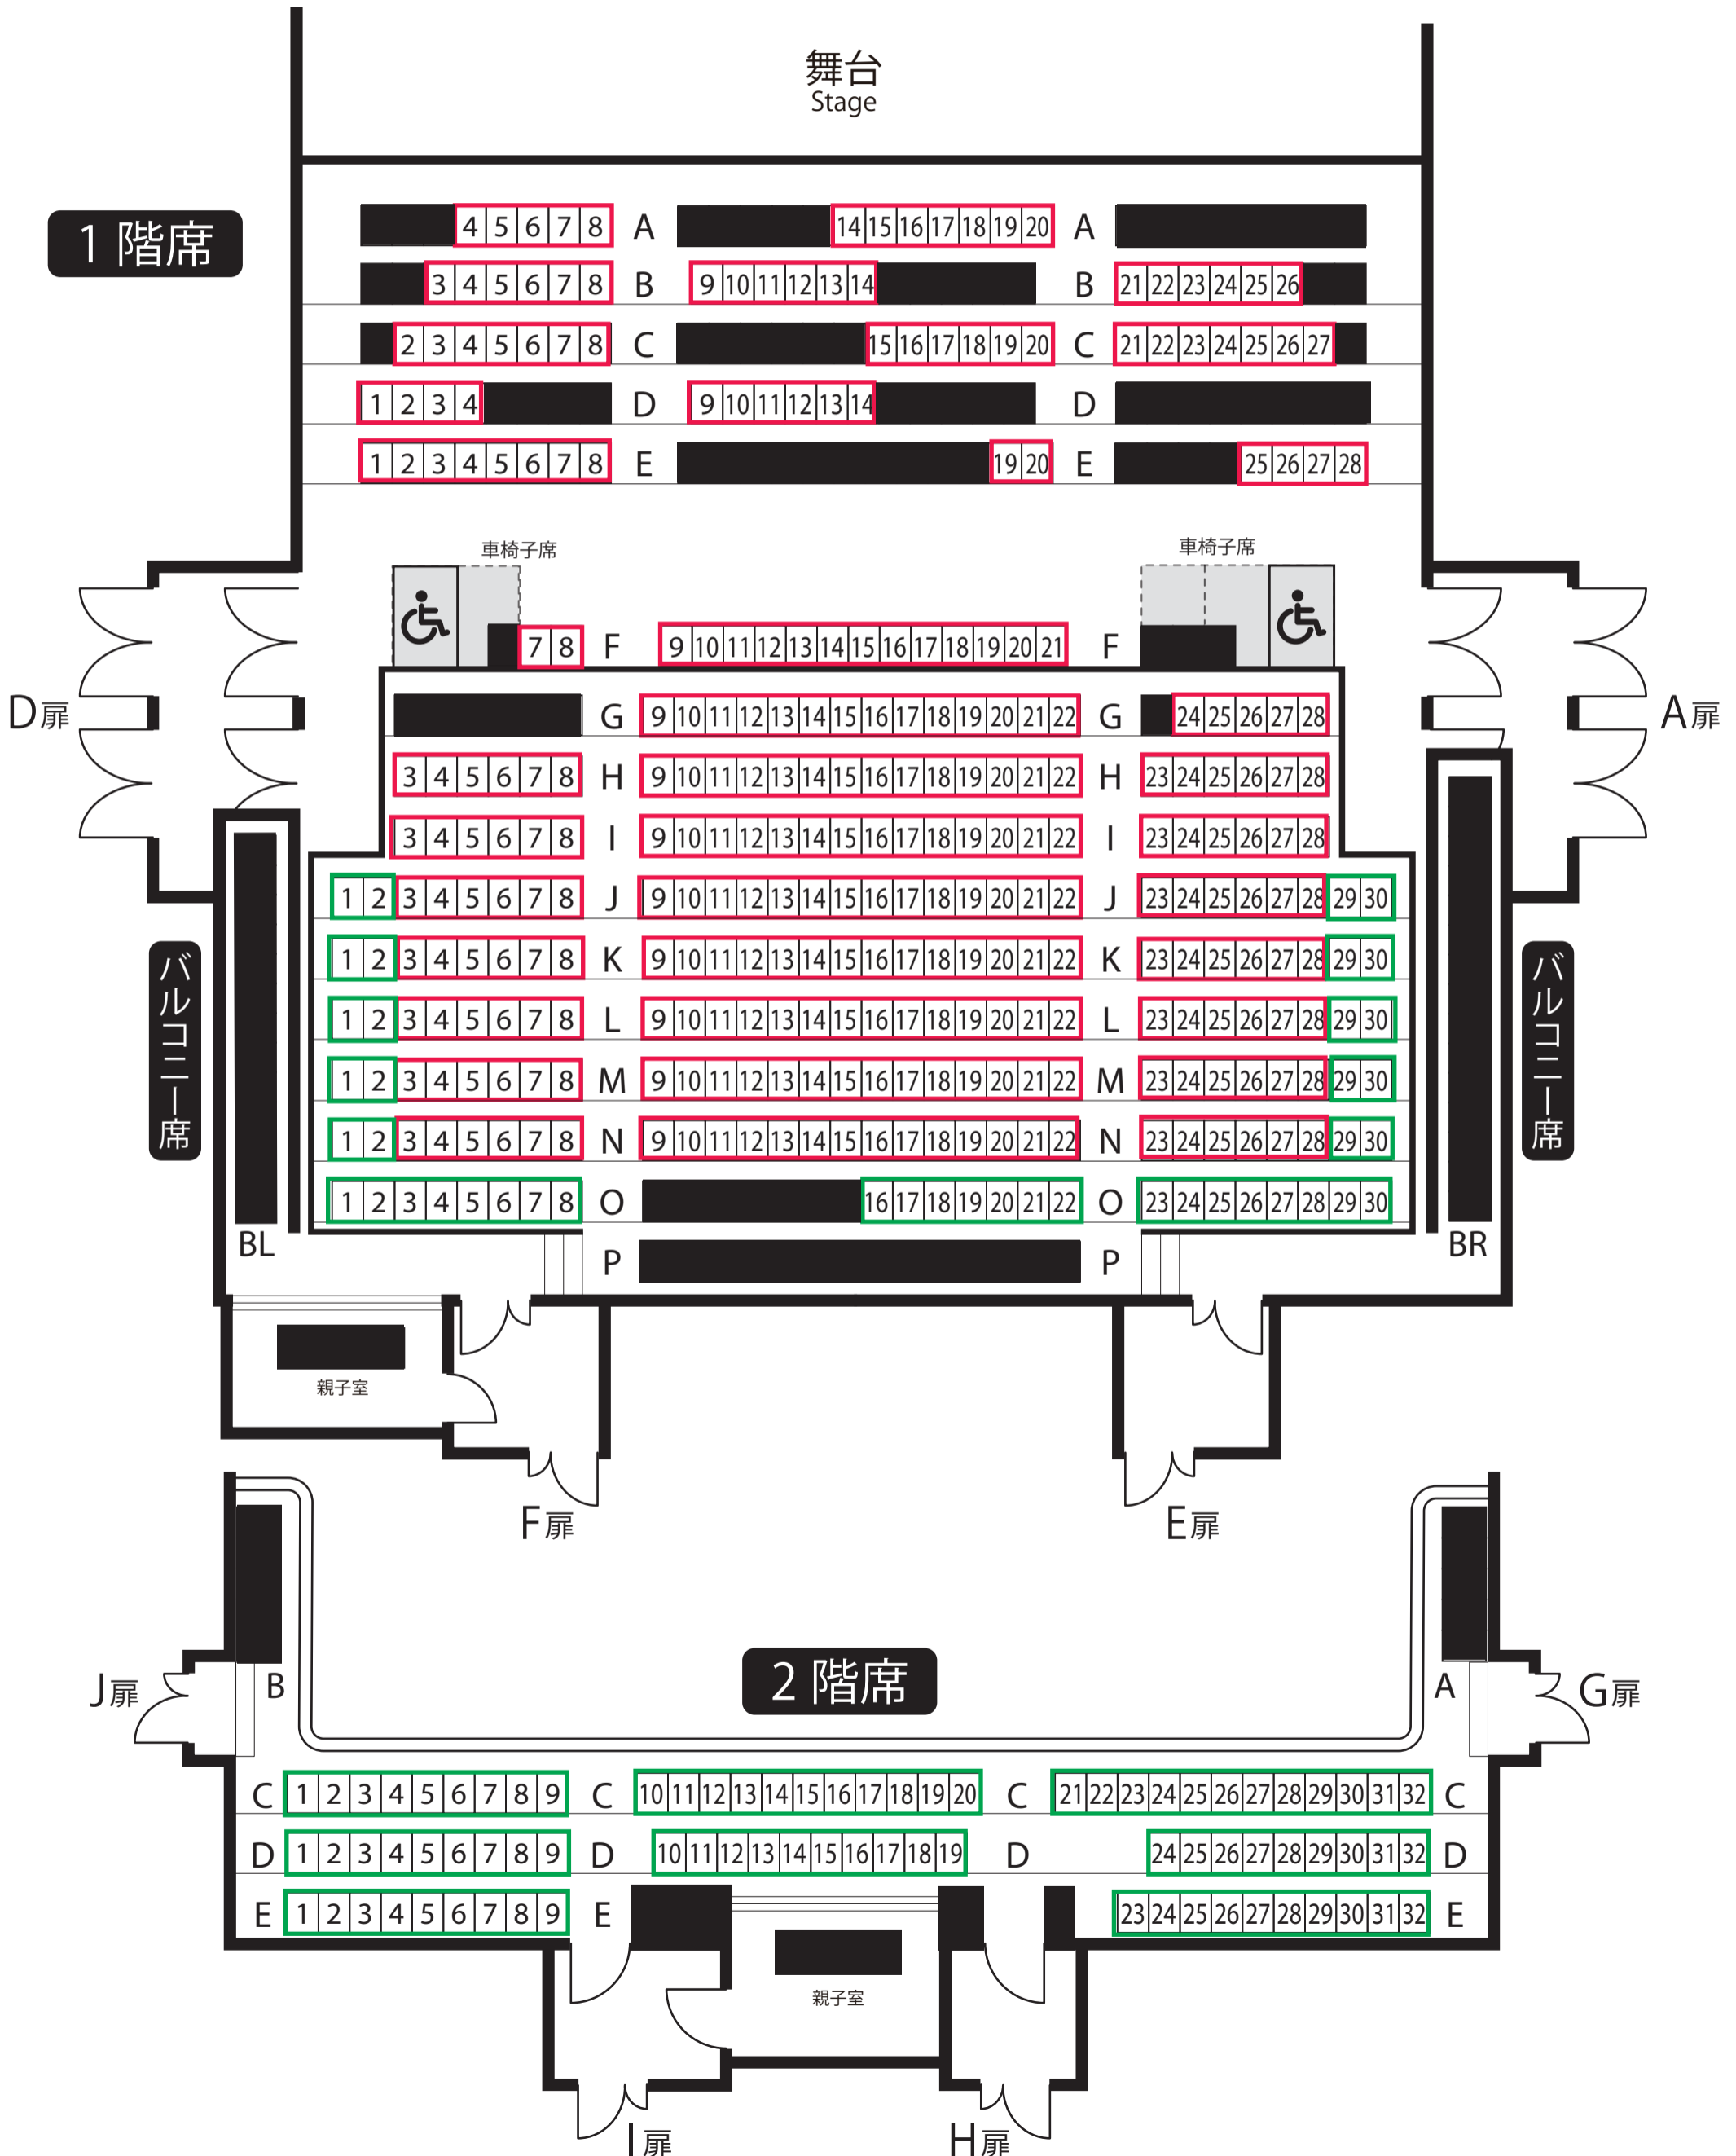 舞台
Stage
1階席
4 5 6 7 8 A 14 15 16 17 18 19 20 A
3 4 5 6 7 8 B 9 10 11 12 13 14 B 21 22 23 24 25 26
2 3 4 5 6 7 8 C 15 16 17 18 19 20 C 21 22 23 24 25 26 27
1 2 3 4 D 9 10 11 12 13 14 D
1 2 3 4 5 6 7 8 E 19 20 E 25 26 27 28
車椅子席 車椅子席
7 8 F 9 10 11 12 13 14 15 16 17 18 19 20 21 F
D扉 G 9 10 11 12 13 14 15 16 17 18 19 20 21 22 G 24 25 26 27 28 A扉
3 4 5 6 7 8 H 9 10 11 12 13 14 15 16 17 18 19 20 21 22 H 23 24 25 26 27 28
3 4 5 6 7 8 I 9 10 11 12 13 14 15 16 17 18 19 20 21 22 I 23 24 25 26 27 28
1 2 3 4 5 6 7 8 J 9 10 11 12 13 14 15 16 17 18 19 20 21 22 J 23 24 25 26 27 28 29 30
1 2 3 4 5 6 7 8 K 9 10 11 12 13 14 15 16 17 18 19 20 21 22 K 23 24 25 26 27 28 29 30
1 2 3 4 5 6 7 8 L 9 10 11 12 13 14 15 16 17 18 19 20 21 22 L 23 24 25 26 27 28 29 30
1 2 3 4 5 6 7 8 M 9 10 11 12 13 14 15 16 17 18 19 20 21 22 M 23 24 25 26 27 28 29 30
1 2 3 4 5 6 7 8 N 9 10 11 12 13 14 15 16 17 18 19 20 21 22 N 23 24 25 26 27 28 29 30
1 2 3 4 5 6 7 8 O 16 17 18 19 20 21 22 O 23 24 25 26 27 28 29 30
バルコニー席
バルコニー席
BL BR
P P
親子室
F扉 E扉
2階席
J扉 B A G扉
C 1 2 3 4 5 6 7 8 9 C 10 11 12 13 14 15 16 17 18 19 20 C 21 22 23 24 25 26 27 28 29 30 31 32 C
D 1 2 3 4 5 6 7 8 9 D 10 11 12 13 14 15 16 17 18 19 D 24 25 26 27 28 29 30 31 32 D
E 1 2 3 4 5 6 7 8 9 E 23 24 25 26 27 28 29 30 31 32 E
親子室
I扉 H扉